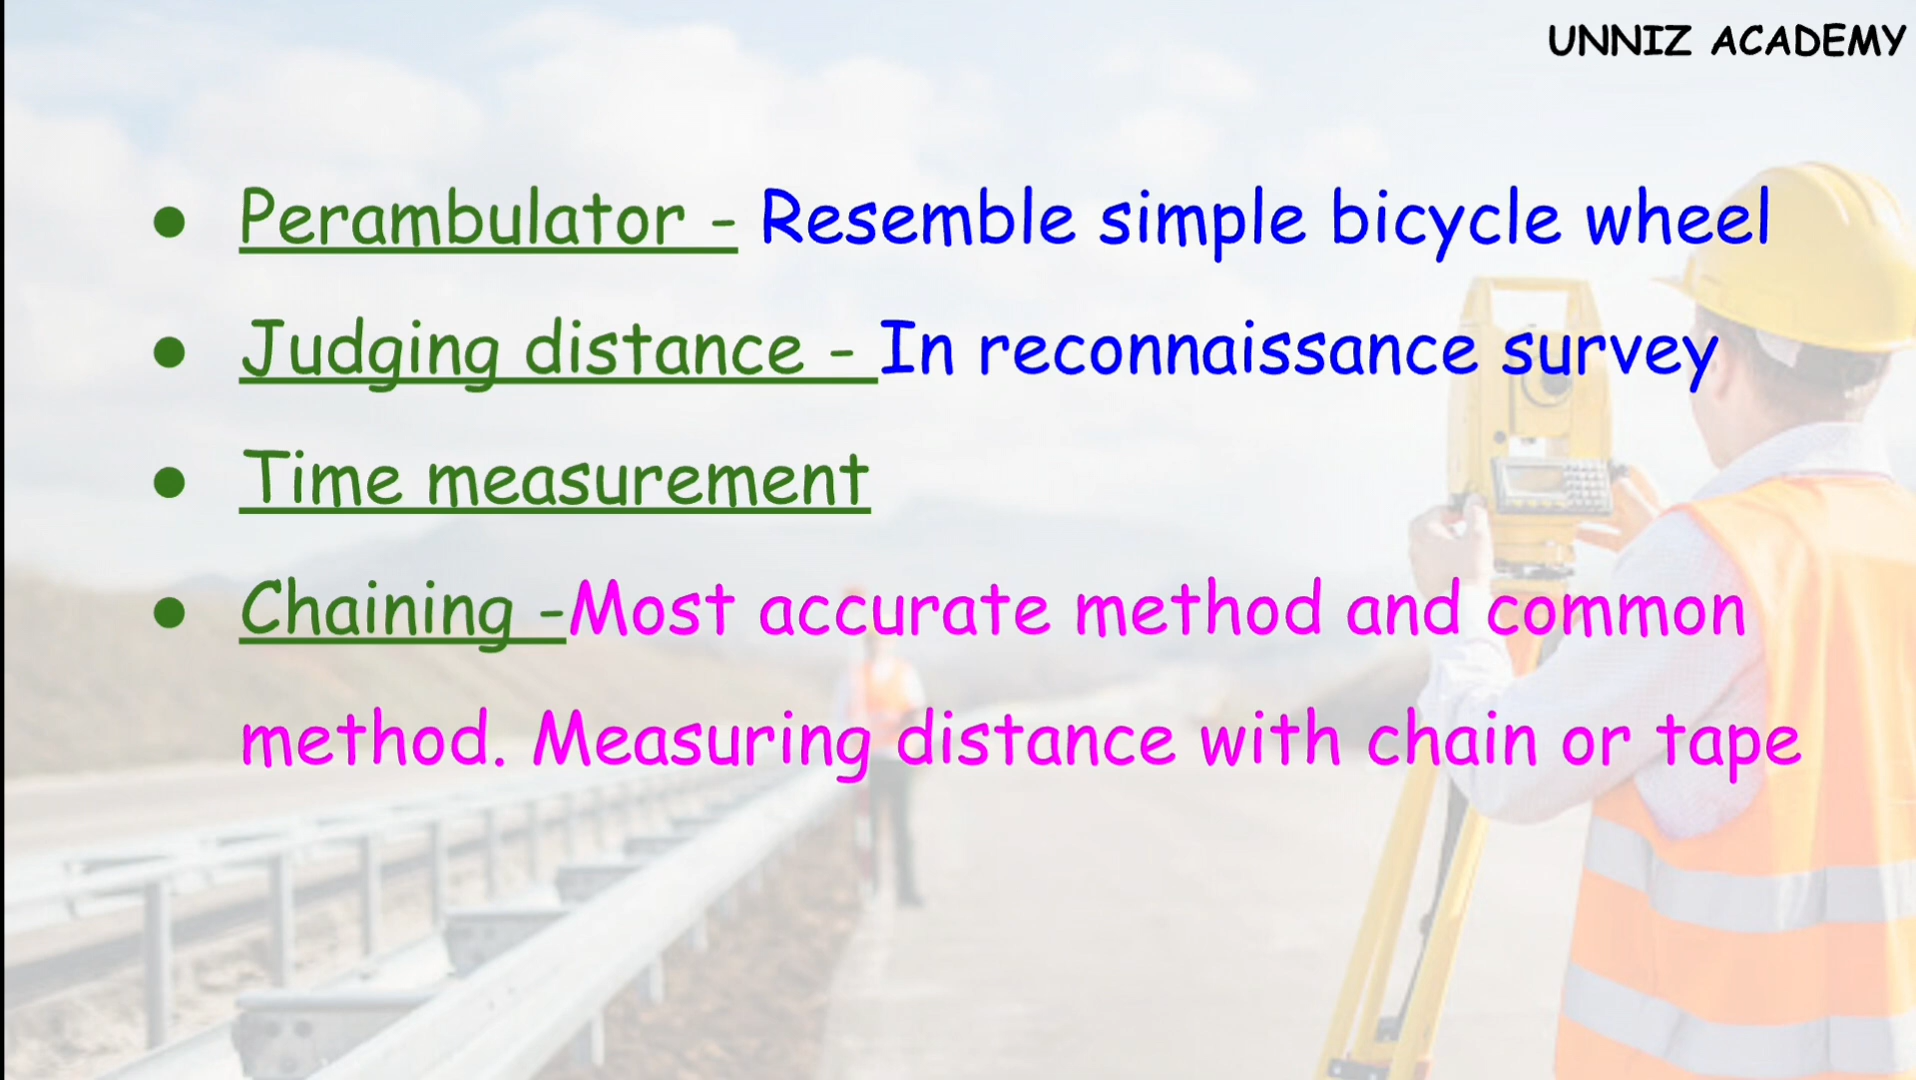 UNNIZ ACADEMY
● Perambulator - Resemble simple bicycle wheel
● Judging distance - In reconnaissance survey
● Time measurement
● Chaining -Most accurate method and common
method. Measuring distance with chain or tape